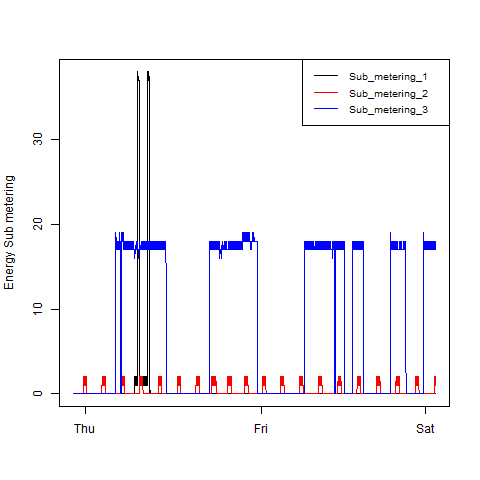 Sub_metering_1
Sub_metering_2
Sub_metering_3
Energy Sub metering
30
20
10
0
Thu Fri Sat